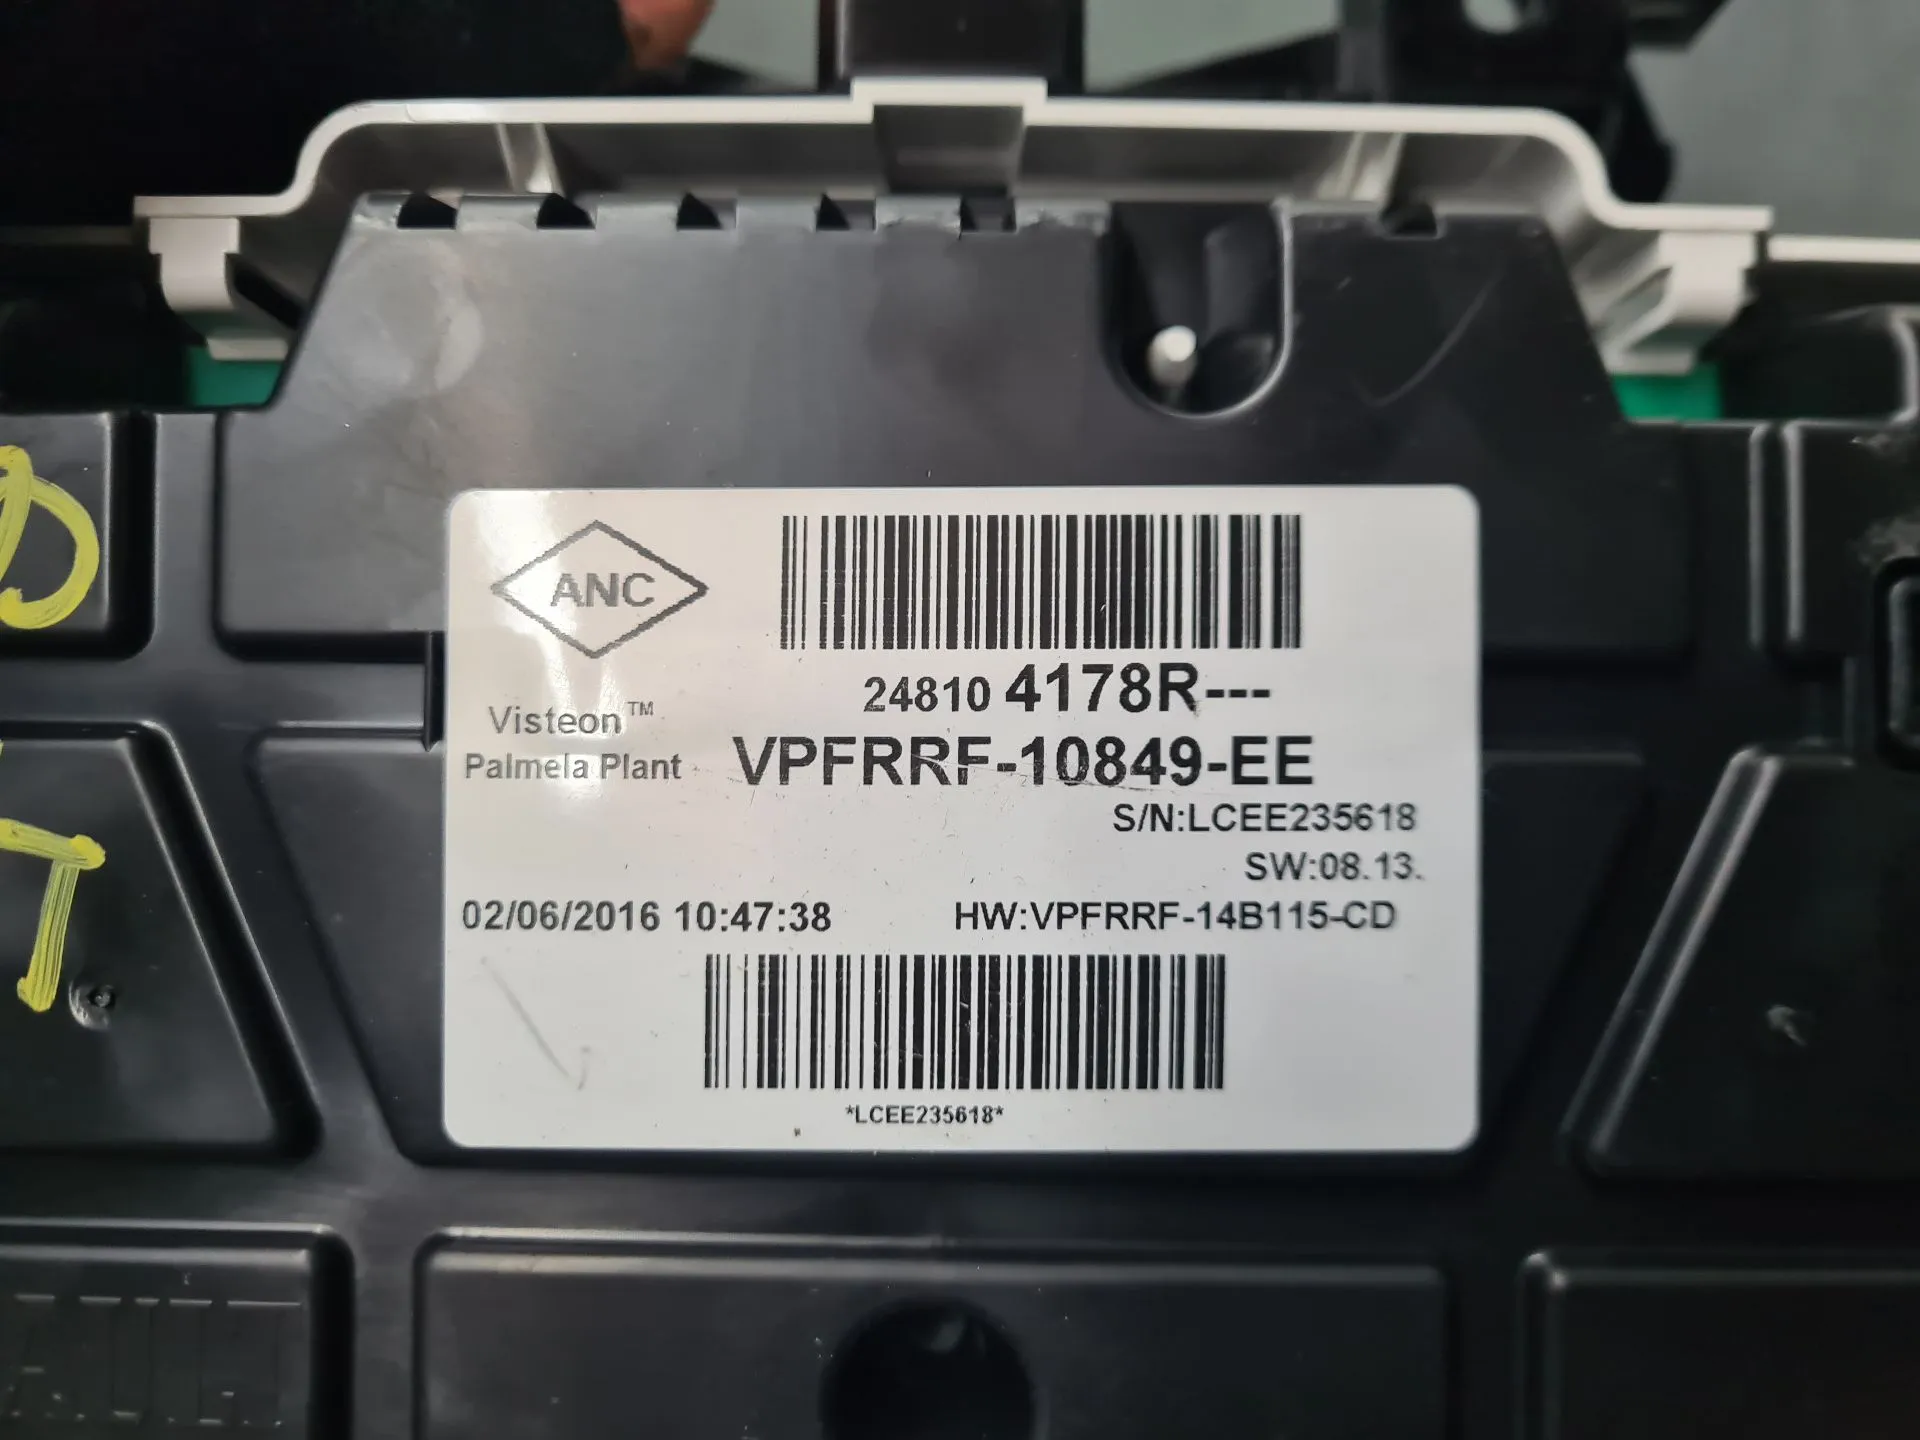 ANC
24810 4178R---
Visteon™
Palmela Plant
VPFRRF-10849-EE
S/N:LCEE235618
SW:08.13.
02/06/2016 10:47:38
HW:VPFRRF-14B115-CD
*LCEE235618*